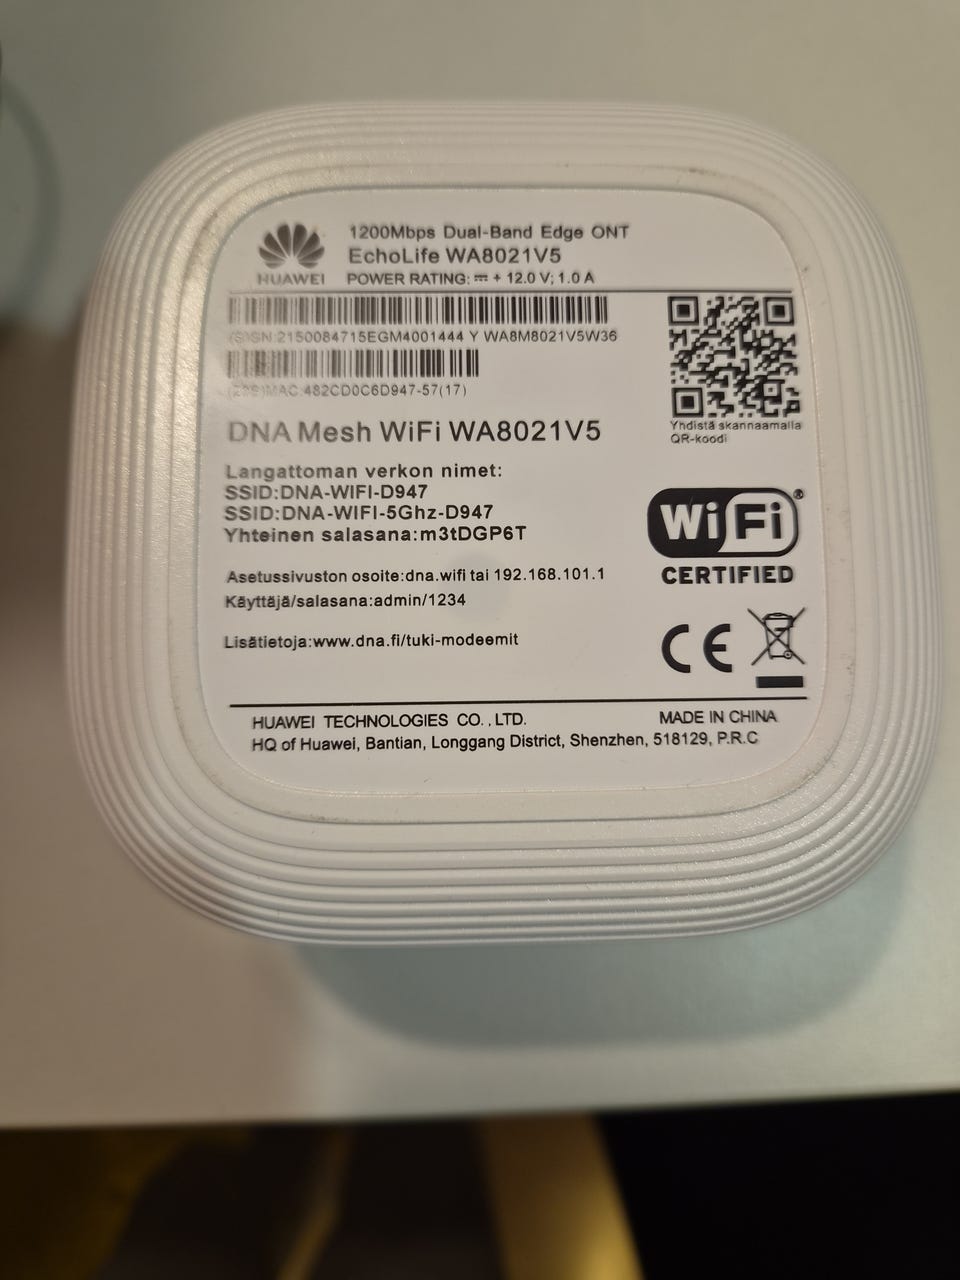 HUAWEI
1200Mbps Dual-Band Edge ONT
EchoLife WA8021V5
POWER RATING: ⎓ + 12.0 V; 1.0 A
(S)SN:2150084715EGM4001444 Y WA8M8021V5W36
MAC:482CD0C6D947-57(17)
Yhdistä skannaamalla
QR-koodi
DNA Mesh WiFi WA8021V5
Langattoman verkon nimet:
SSID:DNA-WIFI-D947
SSID:DNA-WIFI-5Ghz-D947
Yhteinen salasana:m3tDGP6T
WiFi®
CERTIFIED
Asetussivuston osoite:dna.wifi tai 192.168.101.1
Käyttäjä/salasana:admin/1234
Lisätietoja:www.dna.fi/tuki-modeemit
CE
HUAWEI TECHNOLOGIES CO., LTD.
MADE IN CHINA
HQ of Huawei, Bantian, Longgang District, Shenzhen, 518129, P.R.C